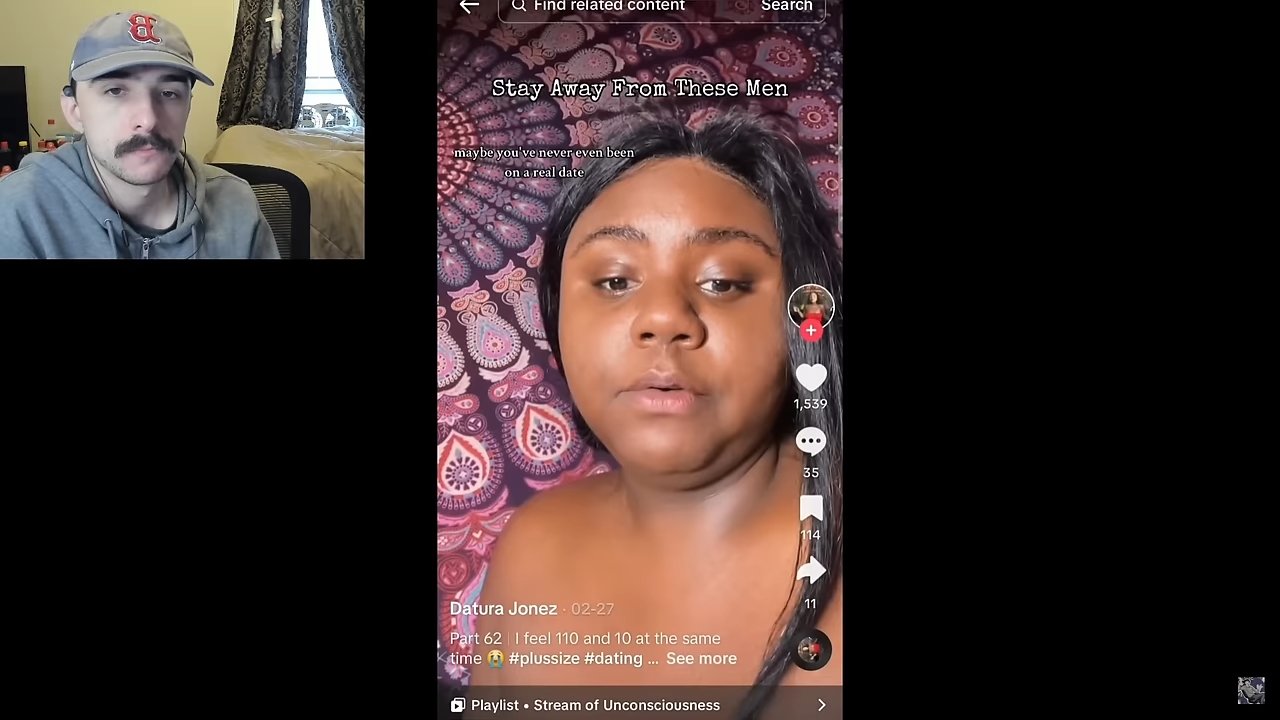 Find related content Search
Stay Away From These Men
maybe you've never even been
on a real date
1,539
35
114
11
Datura Jonez · 02-27
Part 62 | I feel 110 and 10 at the same
time 😭 #plussize #dating ... See more
Playlist • Stream of Unconsciousness
B